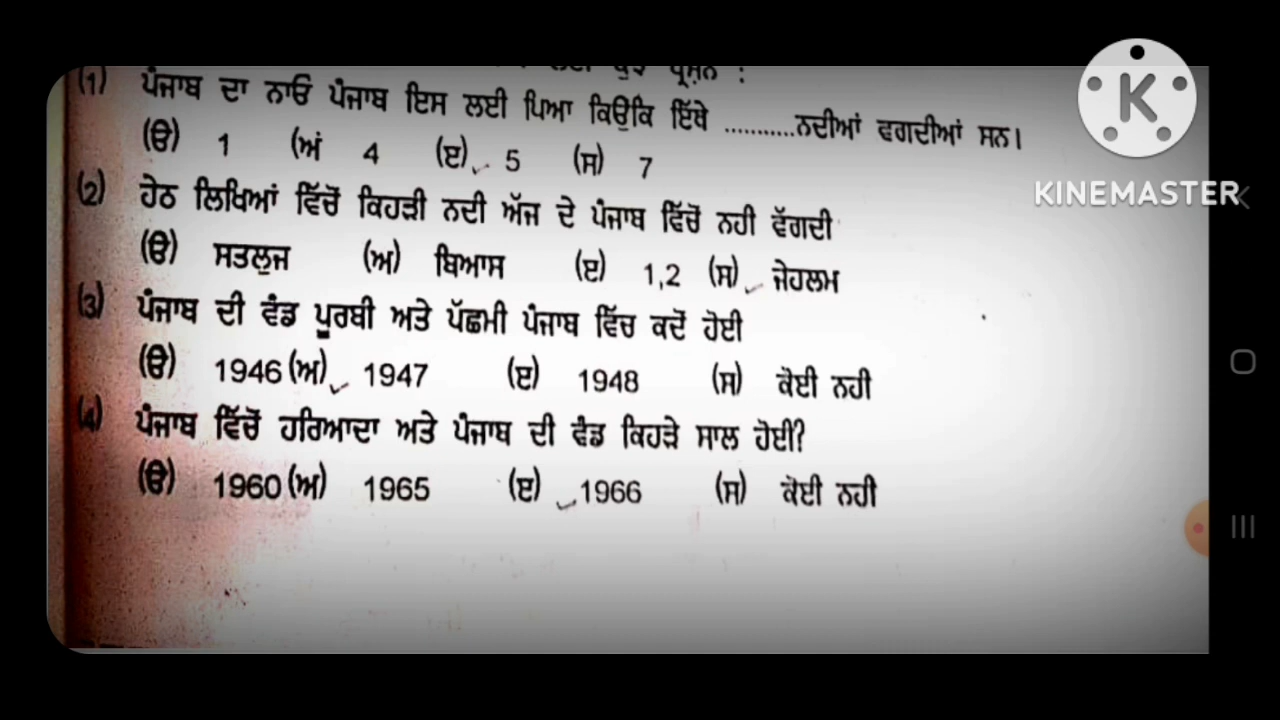 ਪ੍ਰਸ਼ਨ :
(1) ਪੰਜਾਬ ਦਾ ਨਾਓਂ ਪੰਜਾਬ ਇਸ ਲਈ ਪਿਆ ਕਿਉਂਕਿ ਇੱਥੇ ...........ਨਦੀਆਂ ਵਗਦੀਆਂ ਸਨ।
(ੳ) 1 (ਅਂ 4 (ੲ) 5 (ਸ) 7
(2) ਹੇਠ ਲਿਖਿਆਂ ਵਿੱਚੋਂ ਕਿਹੜੀ ਨਦੀ ਅੱਜ ਦੇ ਪੰਜਾਬ ਵਿੱਚੋਂ ਨਹੀ ਵੱਗਦੀ
(ੳ) ਸਤਲੁਜ (ਅ) ਬਿਆਸ (ੲ) 1,2 (ਸ) ਜੇਹਲਮ
(3) ਪੰਜਾਬ ਦੀ ਵੰਡ ਪੂਰਬੀ ਅਤੇ ਪੱਛਮੀ ਪੰਜਾਬ ਵਿੱਚ ਕਦੋਂ ਹੋਈ
(ੳ) 1946 (ਅ) 1947 (ੲ) 1948 (ਸ) ਕੋਈ ਨਹੀ
(4) ਪੰਜਾਬ ਵਿੱਚੋਂ ਹਰਿਆਦਾ ਅਤੇ ਪੰਜਾਬ ਦੀ ਵੰਡ ਕਿਹੜੇ ਸਾਲ ਹੋਈ?
(ੳ) 1960 (ਅ) 1965 (ੲ) 1966 (ਸ) ਕੋਈ ਨਹੀ
KINEMASTER